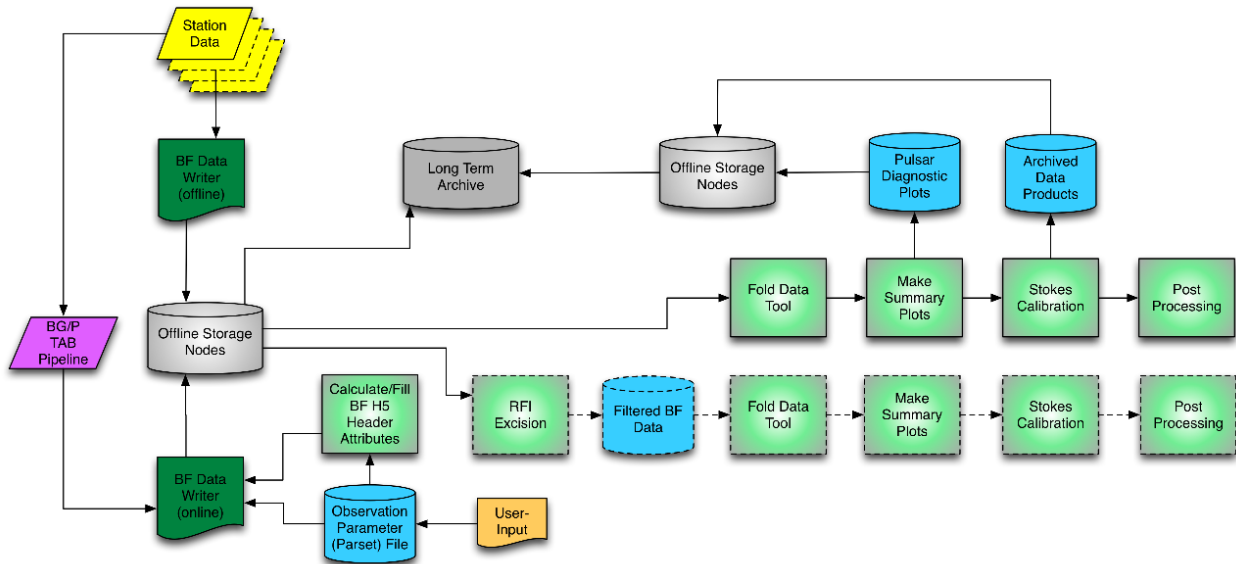 Station
Data
BF Data
Writer
(offline)
Long Term
Archive
Offline Storage
Nodes
Pulsar
Diagnostic
Plots
Archived
Data
Products
BG/P
TAB
Pipeline
Offline Storage
Nodes
Fold Data
Tool
Make
Summary
Plots
Stokes
Calibration
Post
Processing
Calculate/Fill
BF H5
Header
Attributes
RFI
Excision
Filtered BF
Data
Fold Data
Tool
Make
Summary
Plots
Stokes
Calibration
Post
Processing
BF Data
Writer
(online)
Observation
Parameter
(Parset) File
User-
Input